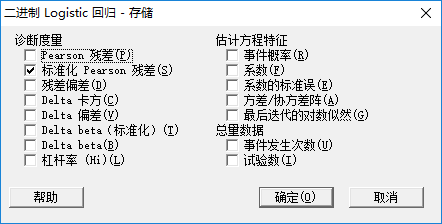 二进制 Logistic 回归 - 存储
诊断度量
Pearson 残差(P)
标准化 Pearson 残差(S)
残差偏差(D)
Delta 卡方(C)
Delta 偏差(V)
Delta beta（标准化）(T)
Delta beta(B)
杠杆率 (Hi)(L)
估计方程特征
事件概率(R)
系数(F)
系数的标准误(E)
方差/协方差阵(A)
最后迭代的对数似然(G)
总量数据
事件发生次数(U)
试验数(I)
帮助
确定(O)
取消